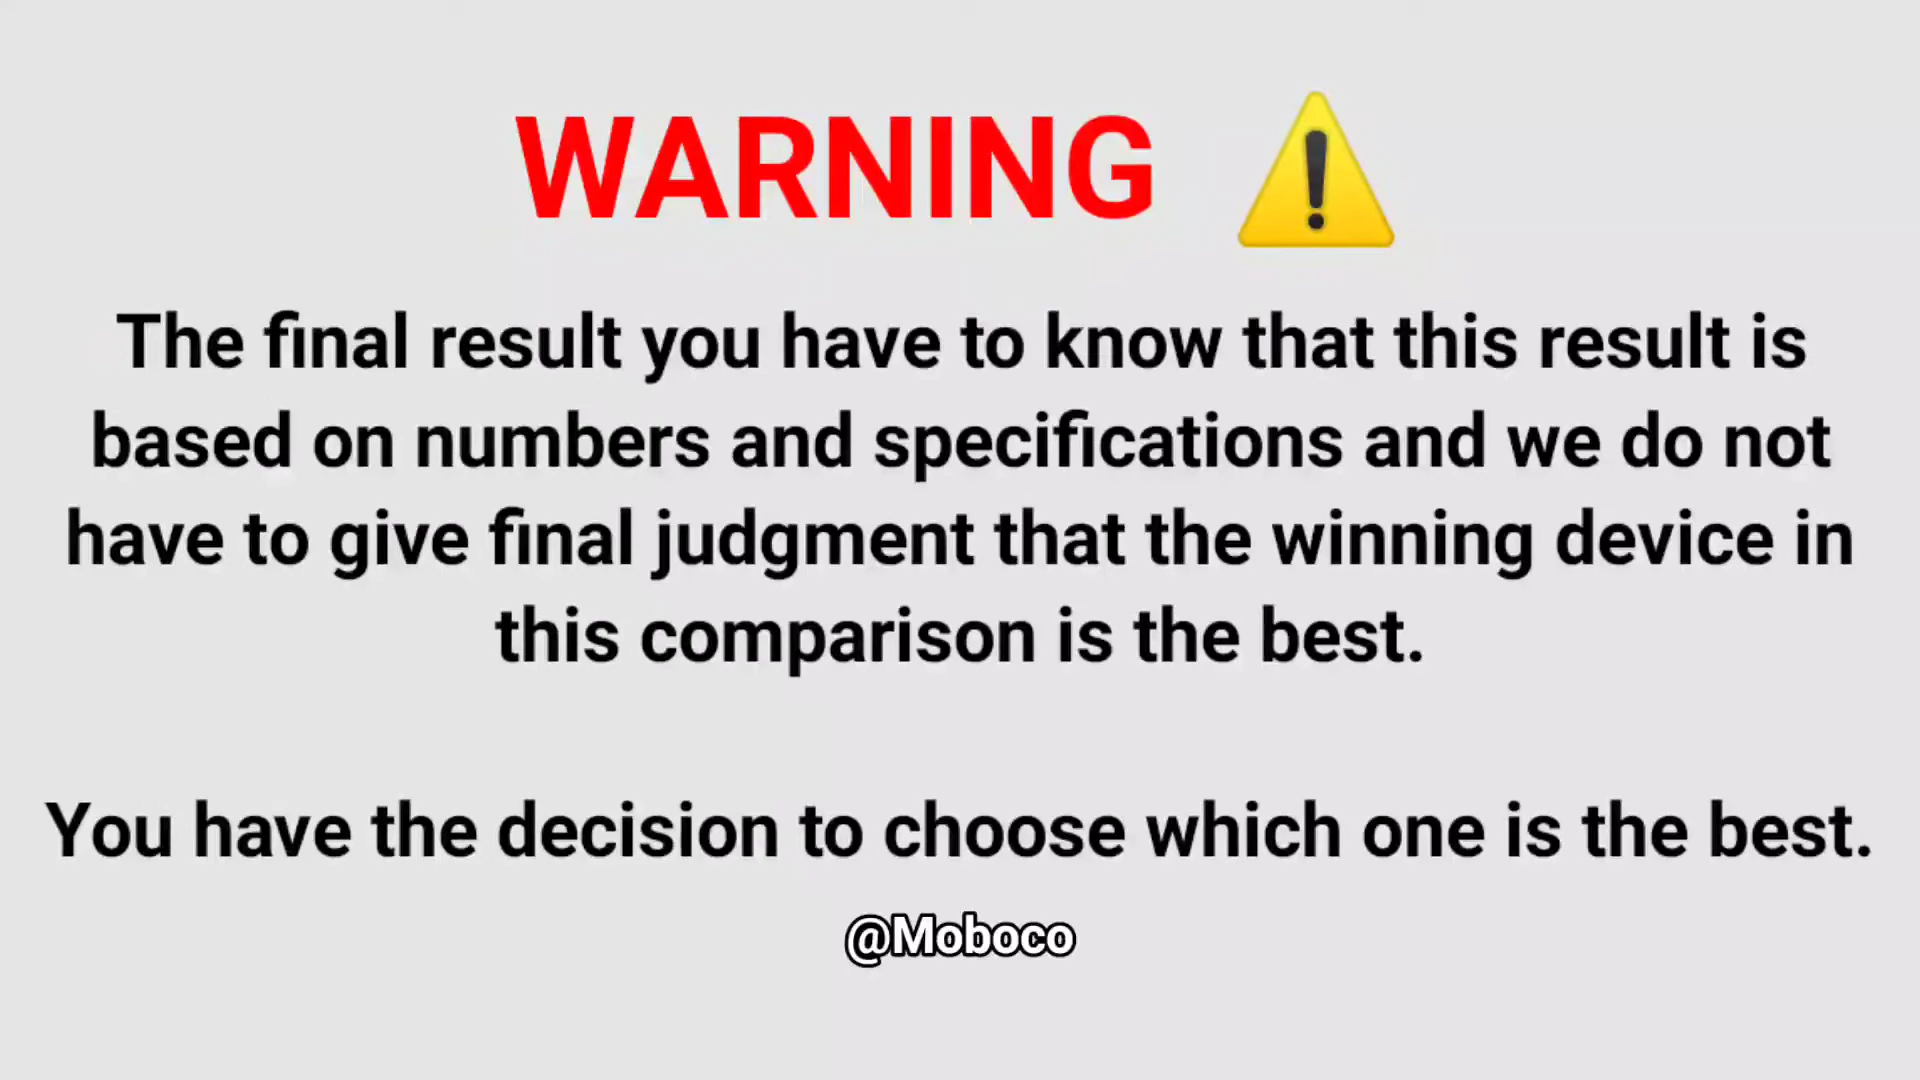 WARNING ⚠️
The final result you have to know that this result is
based on numbers and specifications and we do not
have to give final judgment that the winning device in
this comparison is the best.
You have the decision to choose which one is the best.
@Moboco